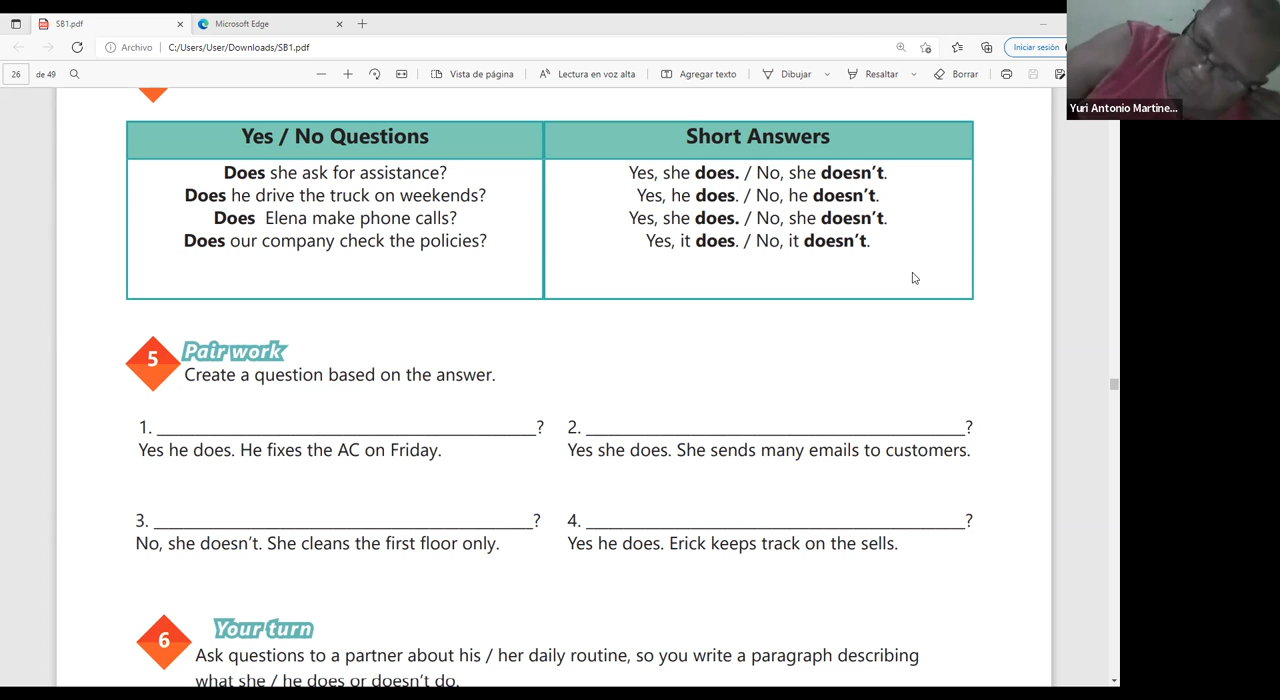 SB1.pdf
Microsoft Edge
Archivo
C:/Users/User/Downloads/SB1.pdf
Iniciar sesión
26
de 49
Vista de página
Lectura en voz alta
Agregar texto
Dibujar
Resaltar
Borrar
Yuri Antonio Martine...
Yes / No Questions
Short Answers
Does she ask for assistance?
Yes, she does. / No, she doesn't.
Does he drive the truck on weekends?
Yes, he does. / No, he doesn't.
Does Elena make phone calls?
Yes, she does. / No, she doesn't.
Does our company check the policies?
Yes, it does. / No, it doesn't.
5
Pair work
Create a question based on the answer.
1. ______________________________________?
2. ______________________________________?
Yes he does. He fixes the AC on Friday.
Yes she does. She sends many emails to customers.
3. ______________________________________?
4. ______________________________________?
No, she doesn't. She cleans the first floor only.
Yes he does. Erick keeps track on the sells.
6
Your turn
Ask questions to a partner about his / her daily routine, so you write a paragraph describing
what she / he does or doesn't do.